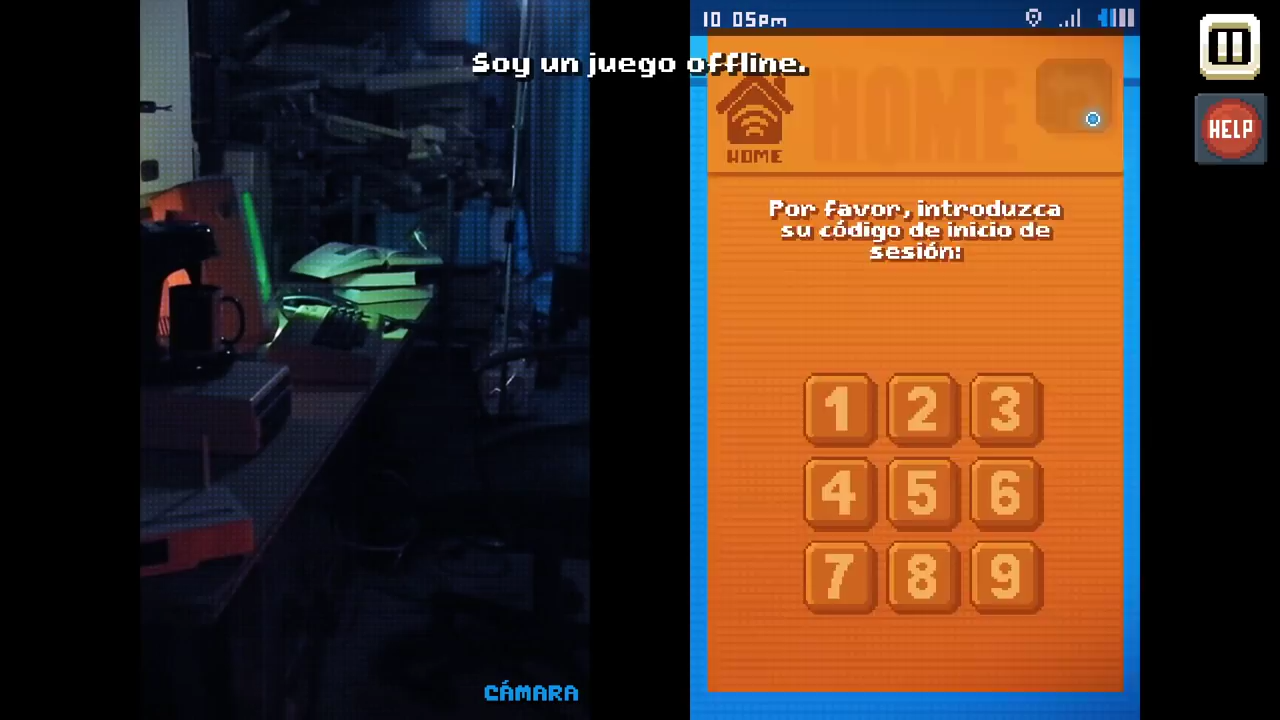 10 05pm
Soy un juego offline.
HOME
HOME
HELP
Por favor, introduzca
su código de inicio de
sesión:
1 2 3
4 5 6
7 8 9
CÁMARA